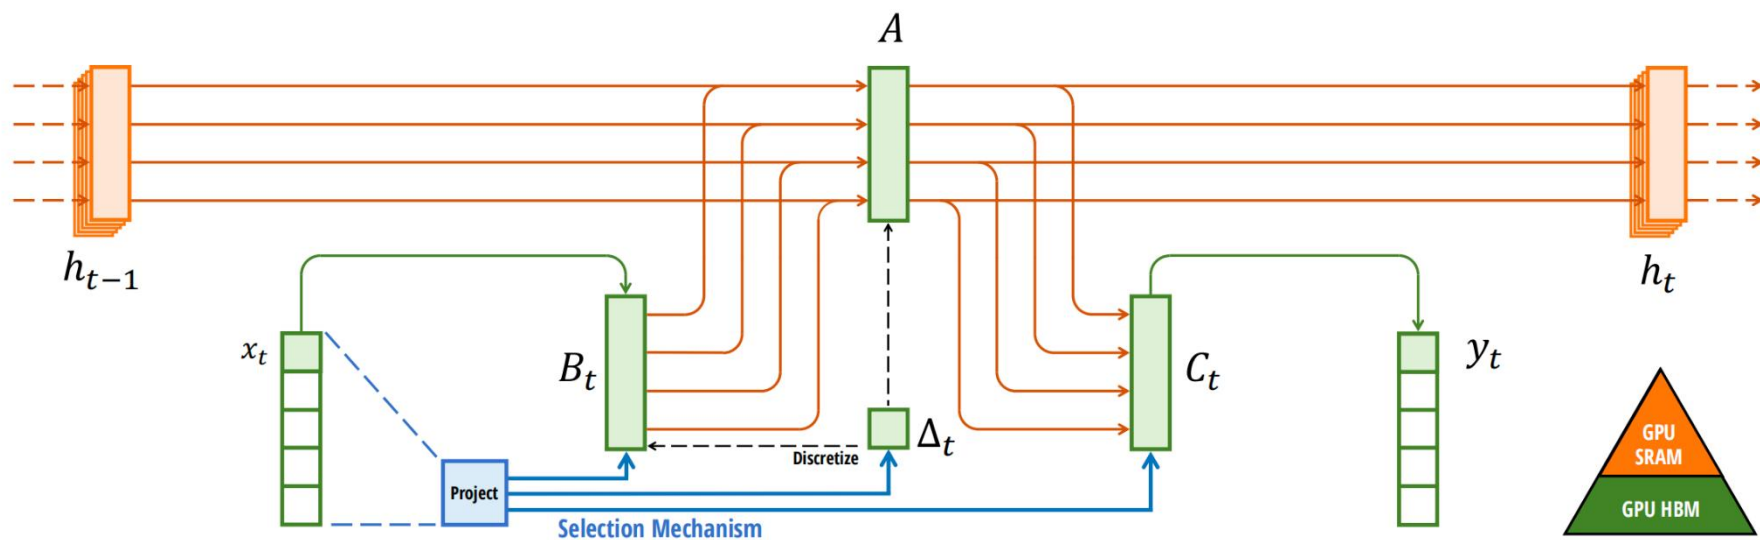 A
h_{t−1}
h_t
x_t
B_t
C_t
y_t
Δ_t
Discretize
Project
Selection Mechanism
GPU
SRAM
GPU HBM